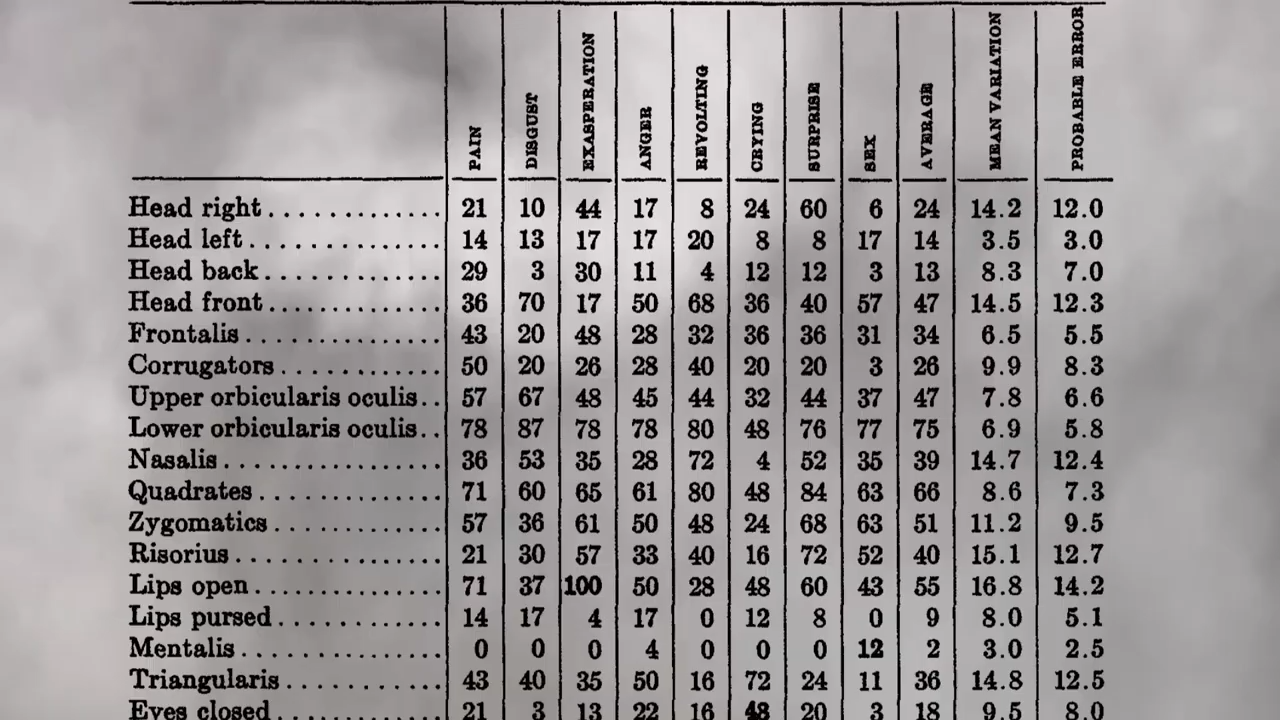 PAIN DISGUST EXASPERATION ANGER REVOLTING CRYING SURPRISE SEX AVERAGE MEAN VARIATION PROBABLE ERROR
Head right............. 21 10 44 17 8 24 60 6 24 14.2 12.0
Head left.............. 14 13 17 17 20 8 8 17 14 3.5 3.0
Head back............. 29 3 30 11 4 12 12 3 13 8.3 7.0
Head front............. 36 70 17 50 68 36 40 57 47 14.5 12.3
Frontalis............... 43 20 48 28 32 36 36 31 34 6.5 5.5
Corrugators............ 50 20 26 28 40 20 20 3 26 9.9 8.3
Upper orbicularis oculis.. 57 67 48 45 44 32 44 37 47 7.8 6.6
Lower orbicularis oculis.. 78 87 78 78 80 48 76 77 75 6.9 5.8
Nasalis................ 36 53 35 28 72 4 52 35 39 14.7 12.4
Quadrates............. 71 60 65 61 80 48 84 63 66 8.6 7.3
Zygomatics............ 57 36 61 50 48 24 68 63 51 11.2 9.5
Risorius............... 21 30 57 33 40 16 72 52 40 15.1 12.7
Lips open.............. 71 37 100 50 28 48 60 43 55 16.8 14.2
Lips pursed............ 14 17 4 17 0 12 8 0 9 8.0 5.1
Mentalis............... 0 0 0 4 0 0 0 12 2 3.0 2.5
Triangularis........... 43 40 35 50 16 72 24 11 36 14.8 12.5
Eyes closed............ 21 3 13 22 16 48 20 3 18 9.5 8.0